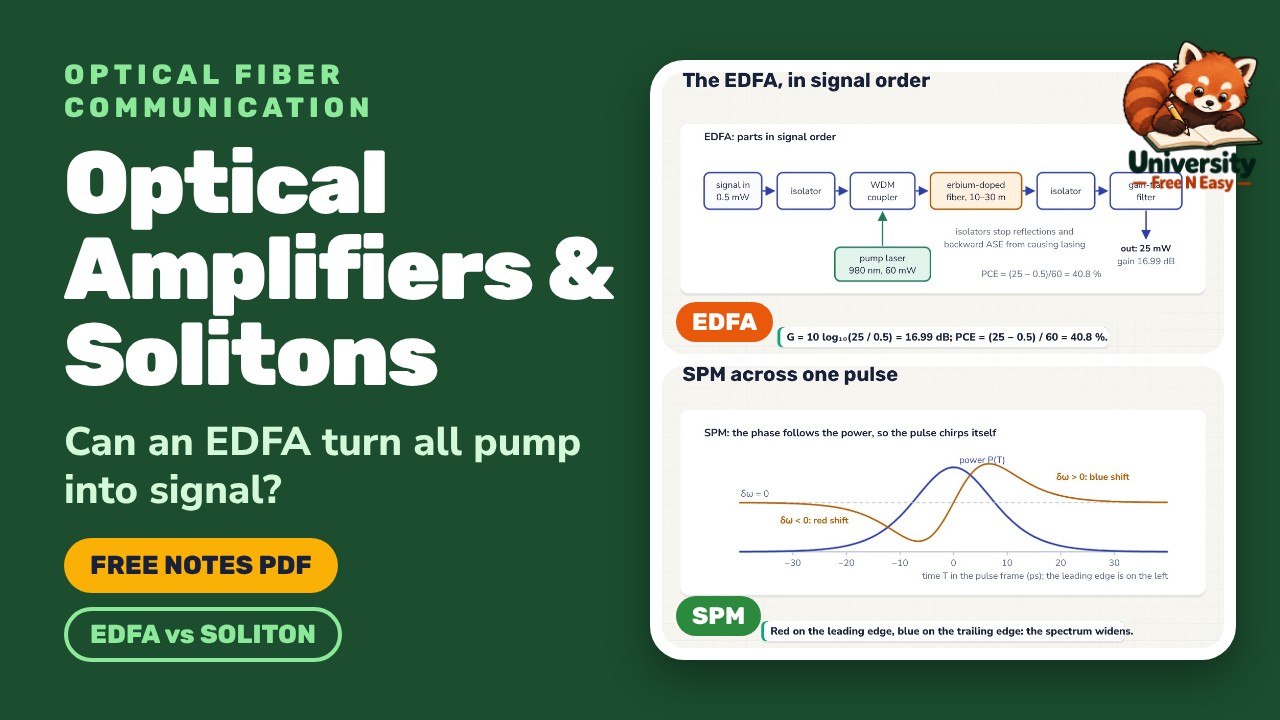 OPTICAL FIBER
COMMUNICATION
Optical
Amplifiers &
Solitons
Can an EDFA turn all pump
into signal?
FREE NOTES PDF
EDFA vs SOLITON
The EDFA, in signal order
EDFA: parts in signal order
signal in
0.5 mW
isolator
WDM
coupler
erbium-doped
fiber, 10–30 m
isolator
filter
pump laser
980 nm, 60 mW
isolators stop reflections and
backward ASE from causing lasing
PCE = (25 − 0.5)/60 = 40.8 %
out: 25 mW
gain 16.99 dB
EDFA
G = 10 log₁₀(25 / 0.5) = 16.99 dB; PCE = (25 − 0.5) / 60 = 40.8 %.
University
Free N Easy
SPM across one pulse
SPM: the phase follows the power, so the pulse chirps itself
power P(T)
δω > 0: blue shift
δω = 0
δω < 0: red shift
−30 −20 −10 0 10 20 30
time T in the pulse frame (ps); the leading edge is on the left
SPM
Red on the leading edge, blue on the trailing edge: the spectrum widens.